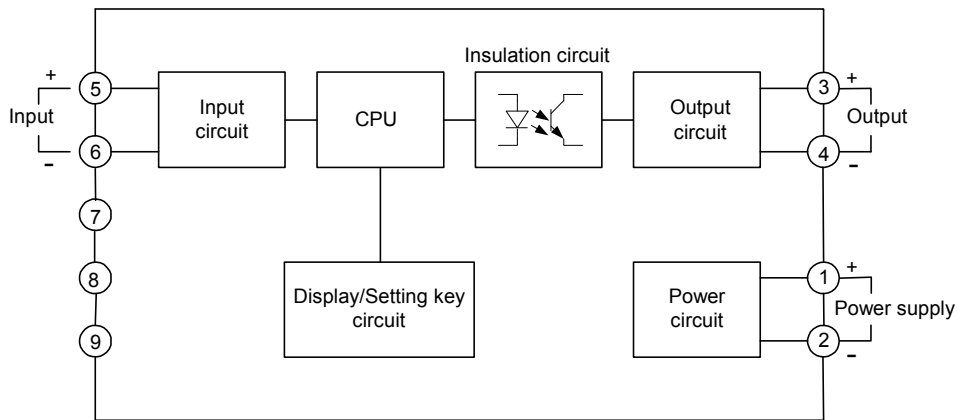 Insulation circuit
+
5
Input
circuit
CPU
Output
circuit
3
+
Input
Output
6
-
4
-
7
8
9
Display/Setting key
circuit
Power
circuit
1
+
Power supply
2
-